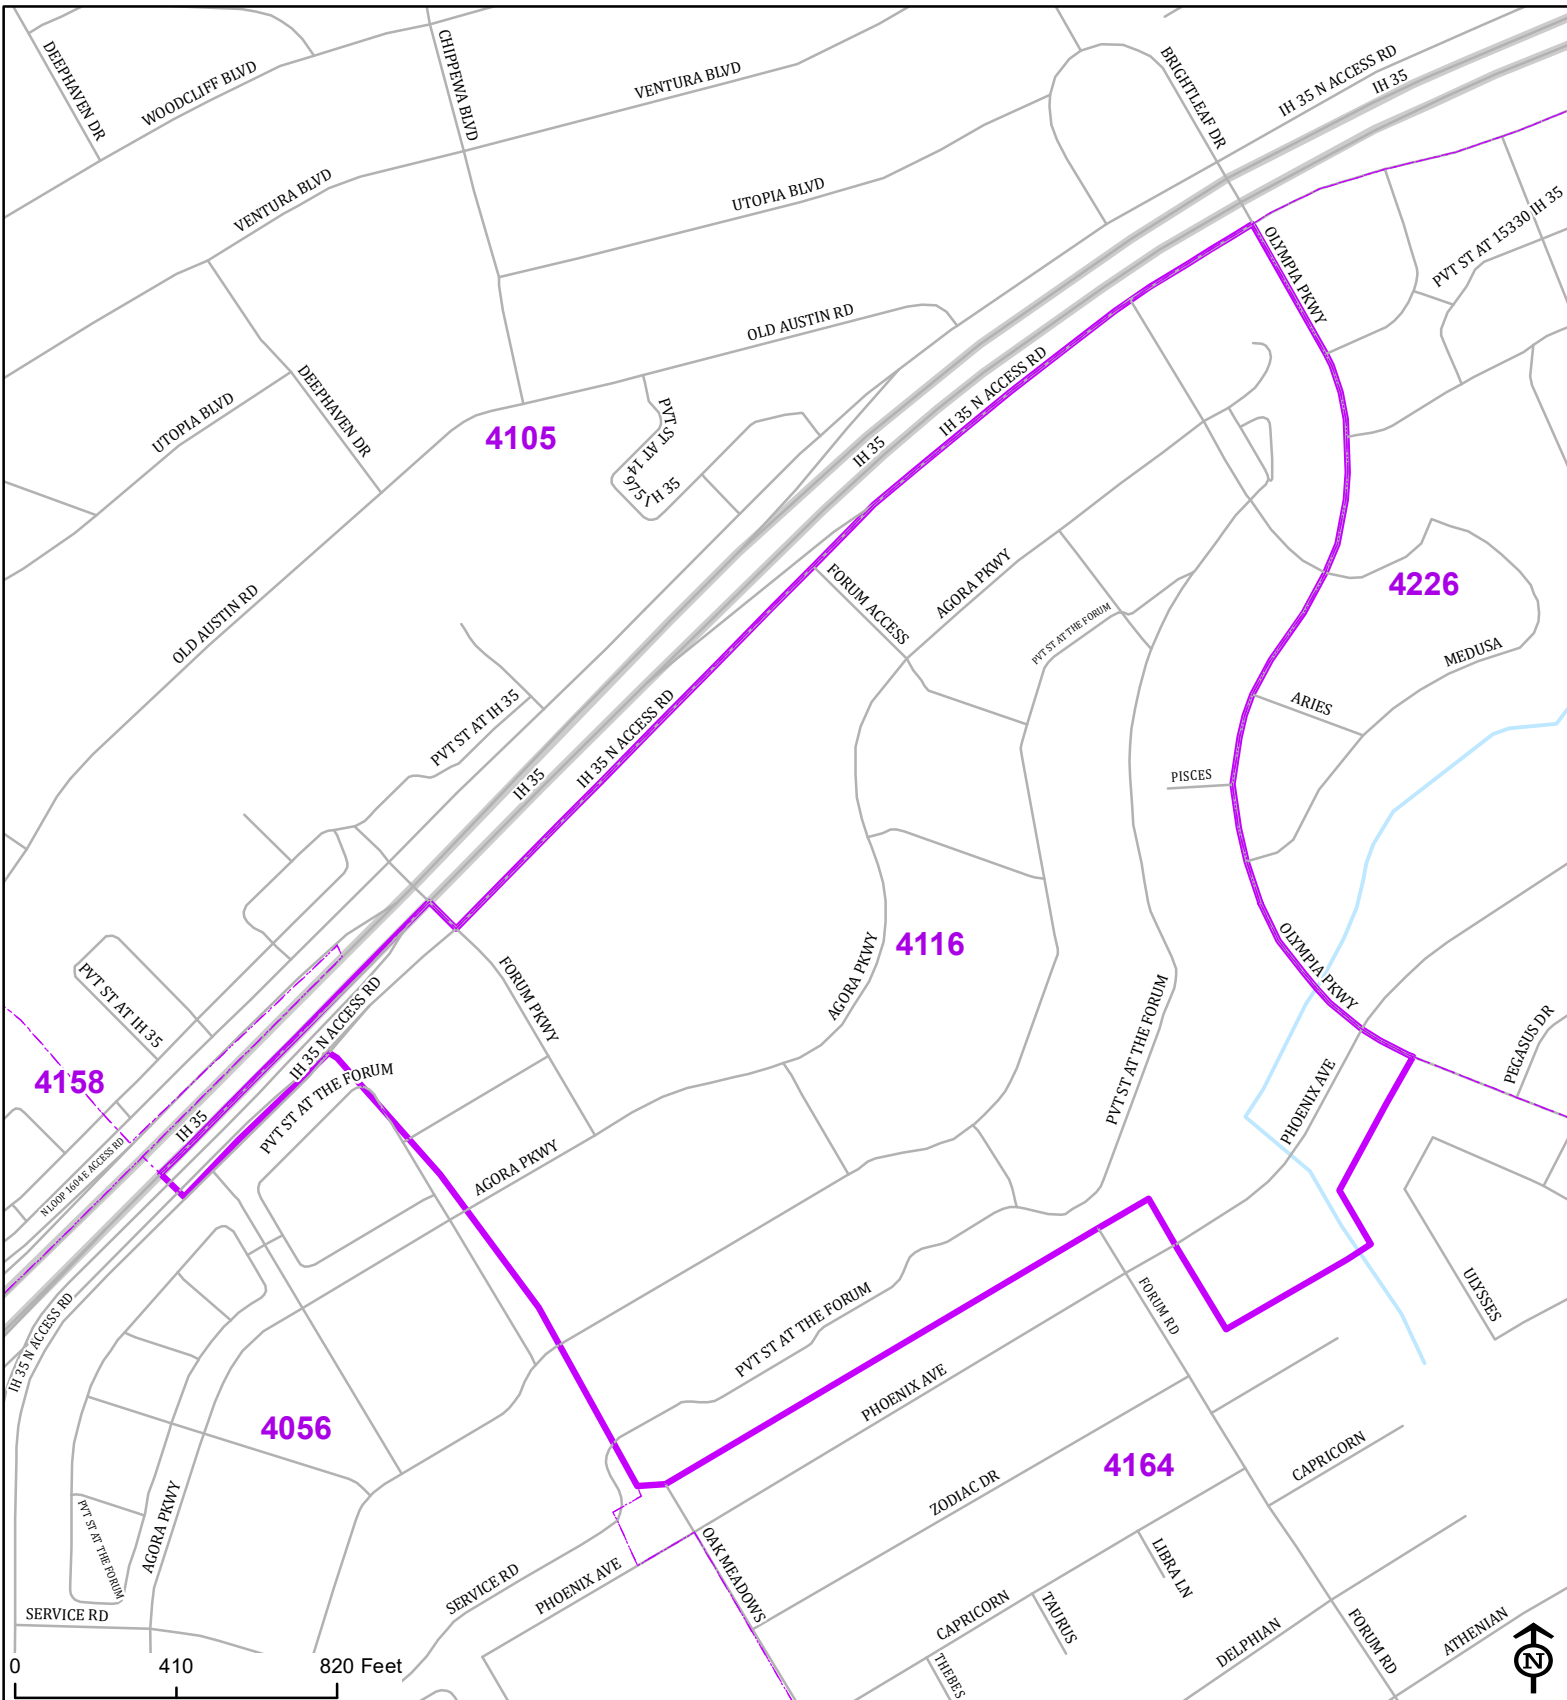 DEEPHAVEN DR
WOODCLIFF BLVD
CHIPPEWA BLVD
VENTURA BLVD
BRIGHTLEAF DR
IH 35 N ACCESS RD
IH 35
VENTURA BLVD
UTOPIA BLVD
OLYMPIA PKWY
PVT ST AT 15330 IH 35
OLD AUSTIN RD
DEEPHAVEN DR
UTOPIA BLVD
4105
PVT ST AT 14975 IH 35
IH 35
IH 35 N ACCESS RD
OLD AUSTIN RD
FORUM ACCESS
AGORA PKWY
PVT ST AT THE FORUM
4226
MEDUSA
ARIES
PISCES
PVT ST AT IH 35
IH 35
IH 35 N ACCESS RD
4116
OLYMPIA PKWY
AGORA PKWY
FORUM PKWY
PVT ST AT IH 35
IH 35 N ACCESS RD
PVT ST AT THE FORUM
PVT ST AT THE FORUM
PEGASUS DR
PHOENIX AVE
4158
IH 35
N LOOP 1604 E ACCESS RD
AGORA PKWY
IH 35 N ACCESS RD
PVT ST AT THE FORUM
FORUM RD
ULYSSES
PHOENIX AVE
4056
4164
ZODIAC DR
CAPRICORN
AGORA PKWY
PVT ST AT THE FORUM
OAK MEADOWS
LIBRA LN
SERVICE RD
PHOENIX AVE
CAPRICORN
TAURUS
SERVICE RD
DELPHIAN
FORUM RD
ATHENIAN
THEBES
0 410 820 Feet
N